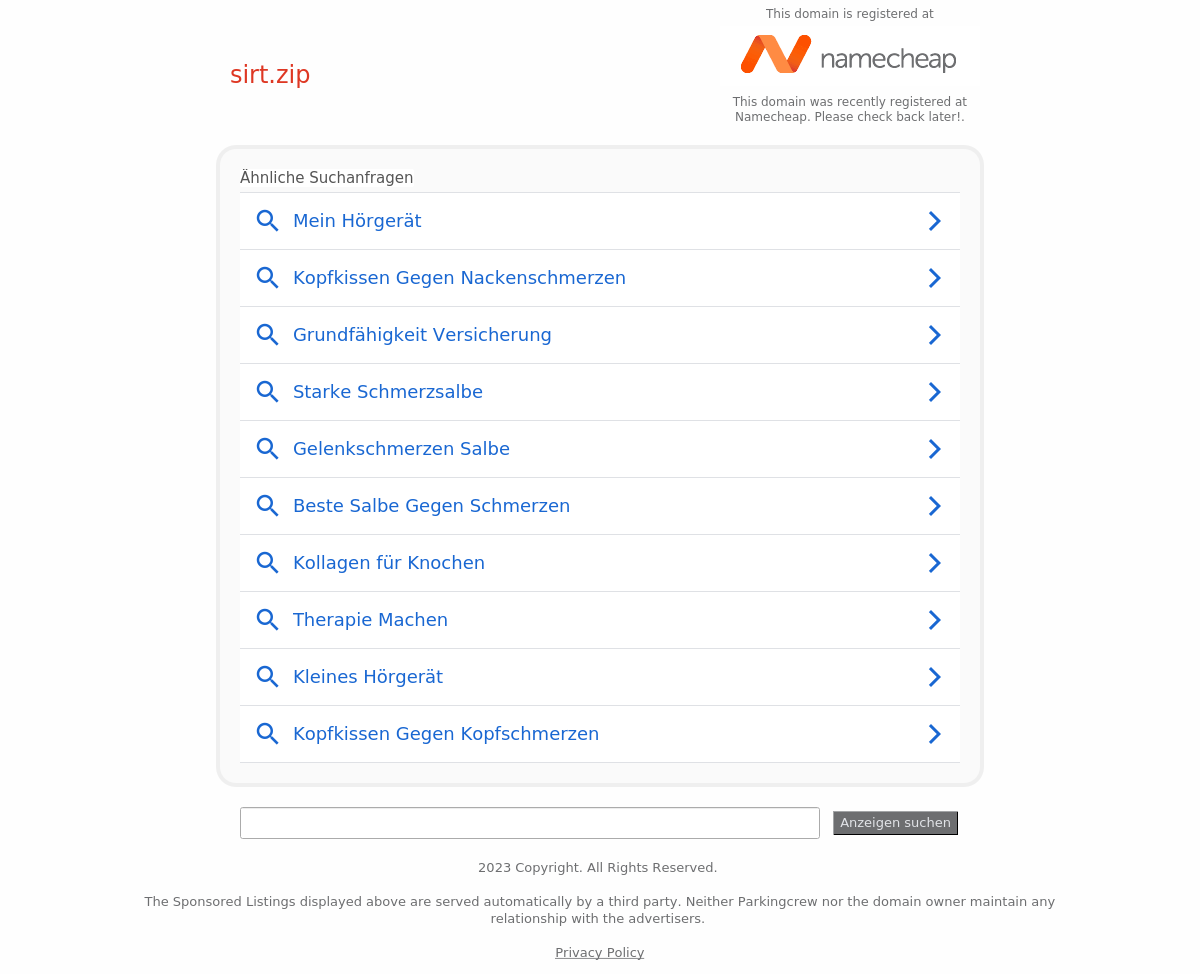 This domain is registered at
namecheap
sirt.zip
This domain was recently registered at
Namecheap. Please check back later!.
Ähnliche Suchanfragen
Mein Hörgerät
Kopfkissen Gegen Nackenschmerzen
Grundfähigkeit Versicherung
Starke Schmerzsalbe
Gelenkschmerzen Salbe
Beste Salbe Gegen Schmerzen
Kollagen für Knochen
Therapie Machen
Kleines Hörgerät
Kopfkissen Gegen Kopfschmerzen
Anzeigen suchen
2023 Copyright. All Rights Reserved.
The Sponsored Listings displayed above are served automatically by a third party. Neither Parkingcrew nor the domain owner maintain any
relationship with the advertisers.
Privacy Policy